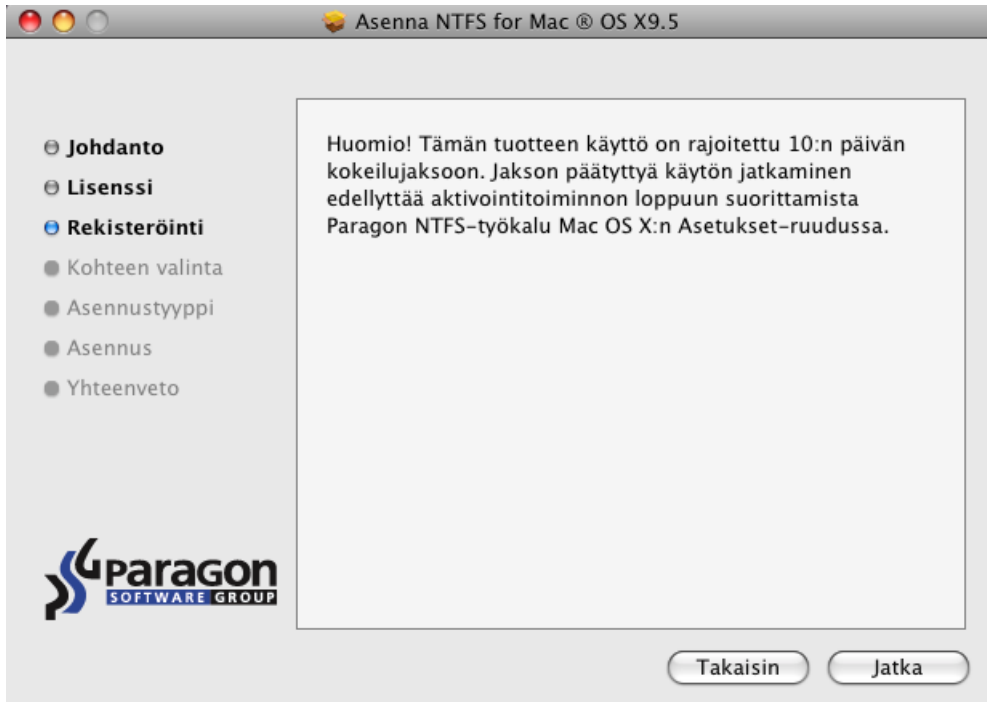 Asenna NTFS for Mac ® OS X9.5
Johdanto
Lisenssi
Rekisteröinti
Kohteen valinta
Asennustyyppi
Asennus
Yhteenveto
Huomio! Tämän tuotteen käyttö on rajoitettu 10:n päivän
kokeilujaksoon. Jakson päätyttyä käytön jatkaminen
edellyttää aktivointitoiminnon loppuun suorittamista
Paragon NTFS-työkalu Mac OS X:n Asetukset-ruudussa.
Paragon
SOFTWARE GROUP
Takaisin
Jatka